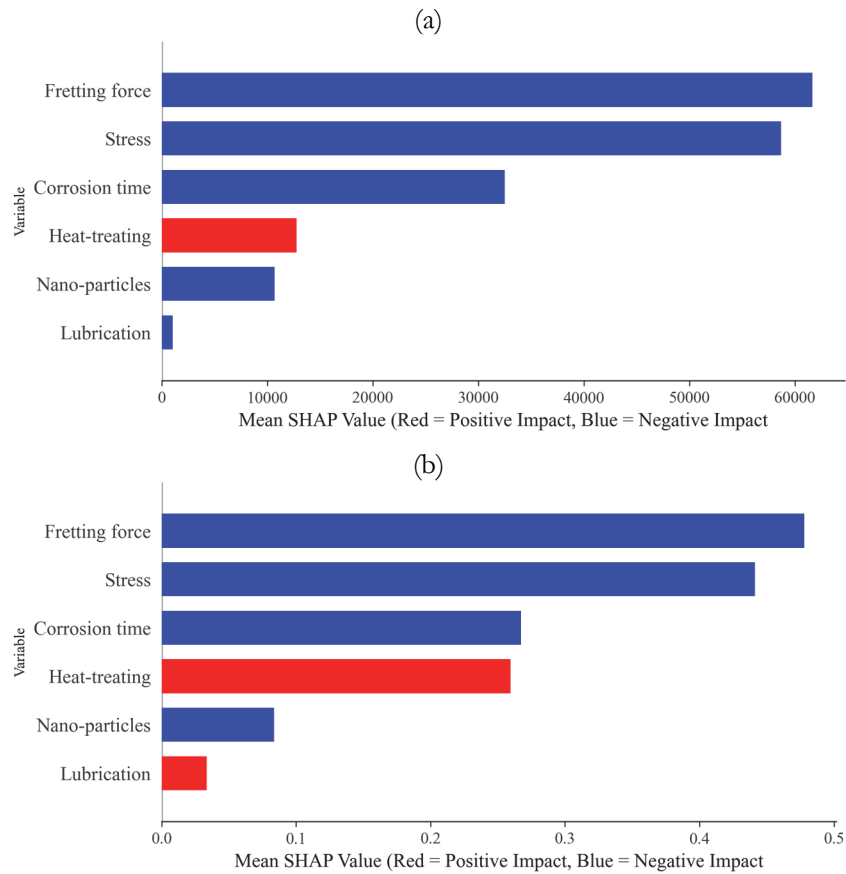 (a)
Variable
Fretting force
Stress
Corrosion time
Heat-treating
Nano-particles
Lubrication
0 10000 20000 30000 40000 50000 60000
Mean SHAP Value (Red = Positive Impact, Blue = Negative Impact
(b)
Variable
Fretting force
Stress
Corrosion time
Heat-treating
Nano-particles
Lubrication
0.0 0.1 0.2 0.3 0.4 0.5
Mean SHAP Value (Red = Positive Impact, Blue = Negative Impact